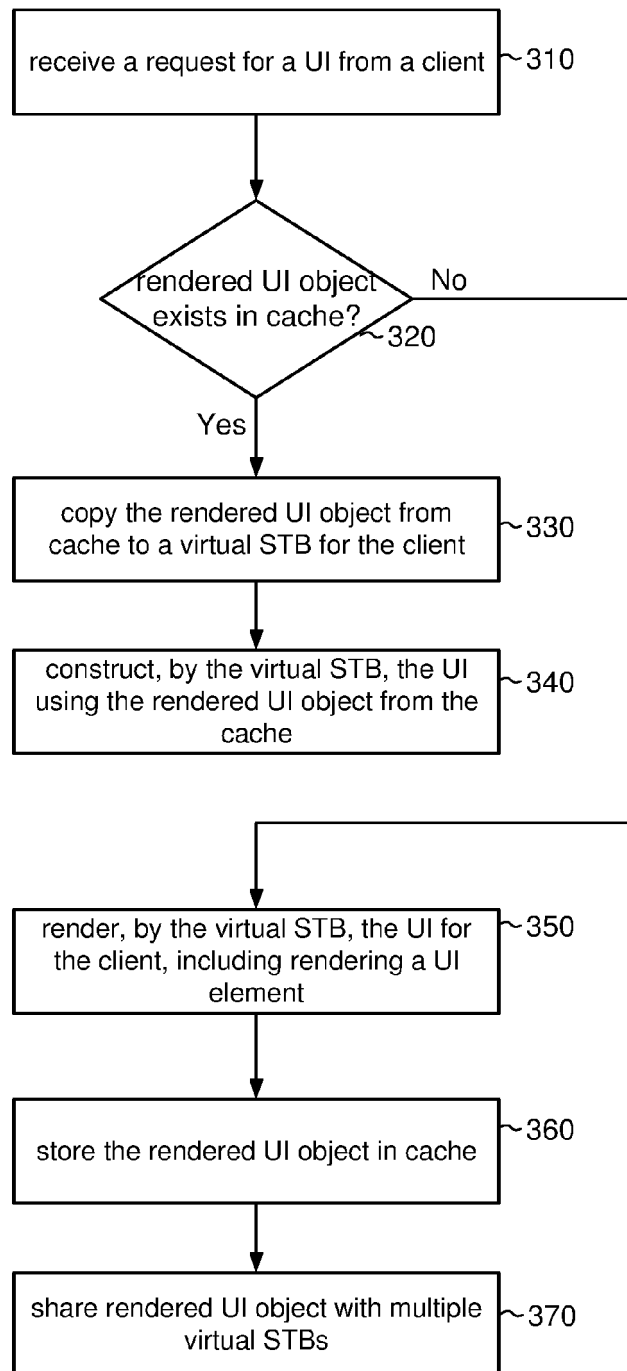 receive a request for a UI from a client
310
rendered UI object
exists in cache?
320
No
Yes
copy the rendered UI object from
cache to a virtual STB for the client
330
construct, by the virtual STB, the UI
using the rendered UI object from the
cache
340
render, by the virtual STB, the UI for
the client, including rendering a UI
element
350
store the rendered UI object in cache
360
share rendered UI object with multiple
virtual STBs
370